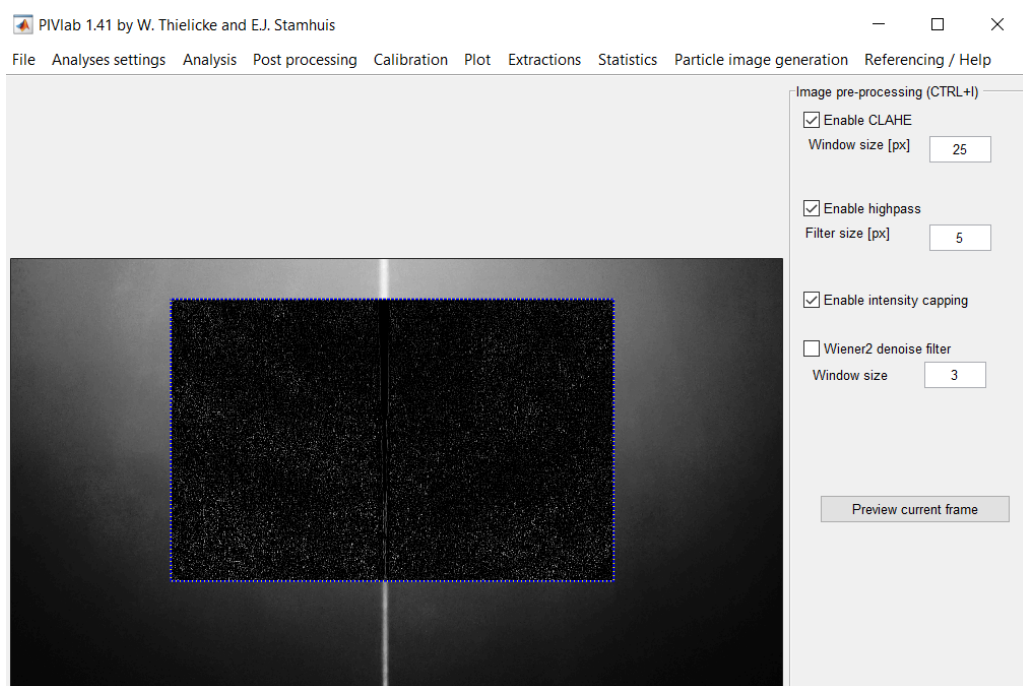 PIVlab 1.41 by W. Thielicke and E.J. Stamhuis
File Analyses settings Analysis Post processing Calibration Plot Extractions Statistics Particle image generation Referencing / Help
Image pre-processing (CTRL+I)
Enable CLAHE
Window size [px] 25
Enable highpass
Filter size [px] 5
Enable intensity capping
Wiener2 denoise filter
Window size 3
Preview current frame